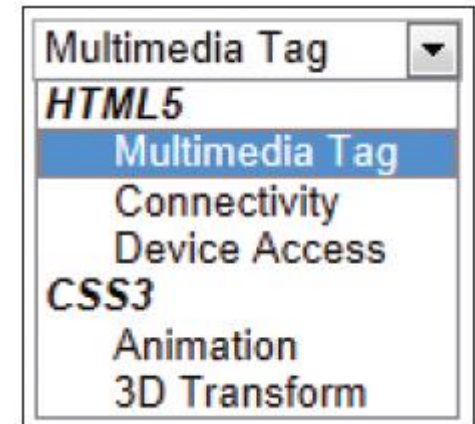 Multimedia Tag
HTML5
Multimedia Tag
Connectivity
Device Access
CSS3
Animation
3D Transform